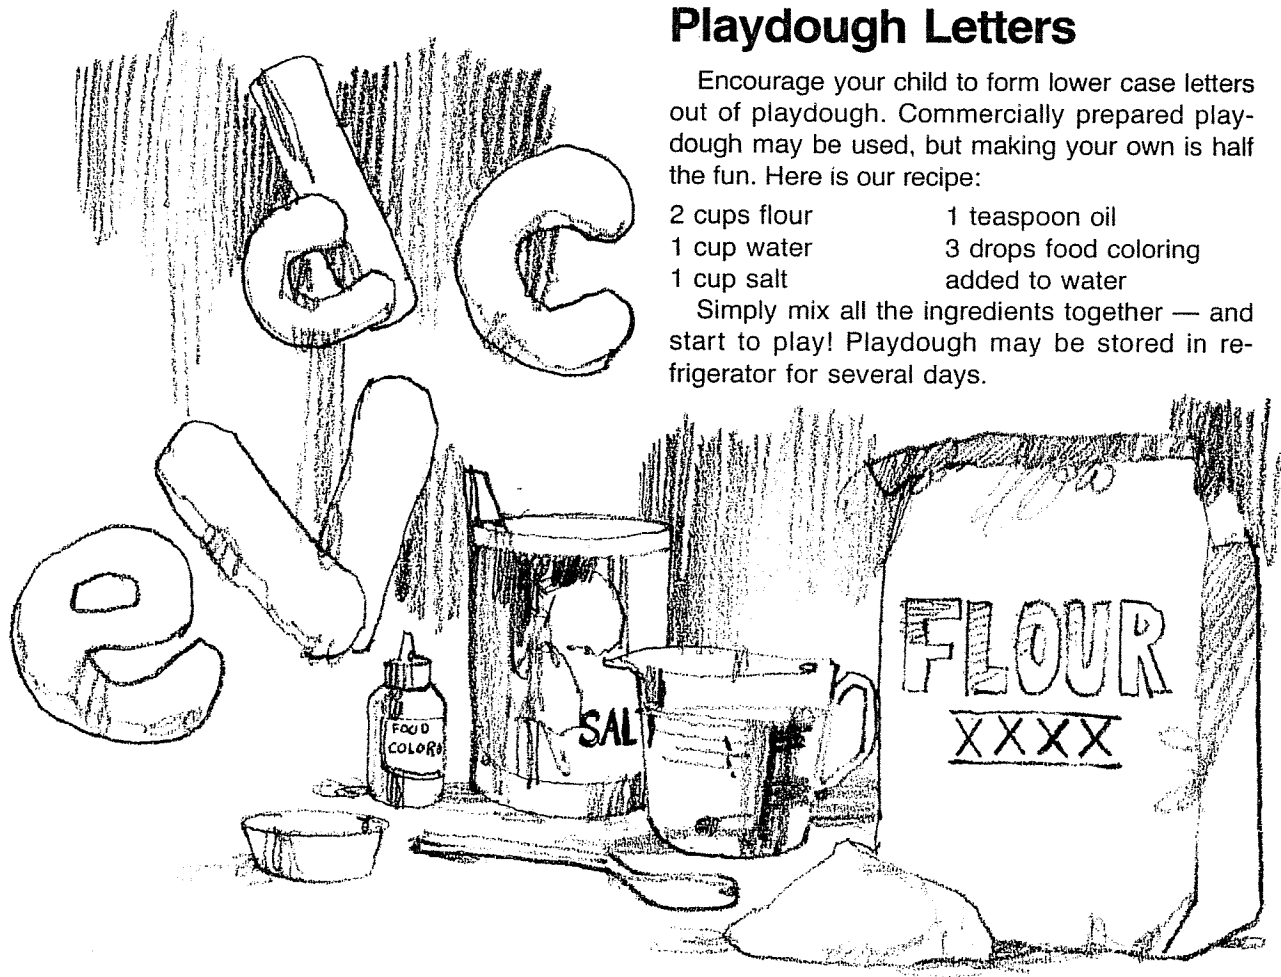 Playdough Letters
Encourage your child to form lower case letters
out of playdough. Commercially prepared play-
dough may be used, but making your own is half
the fun. Here is our recipe:
2 cups flour
1 cup water
1 cup salt
1 teaspoon oil
3 drops food coloring
added to water
Simply mix all the ingredients together — and
start to play! Playdough may be stored in re-
frigerator for several days.
d c
v
e
FOOD
COLOR
SALT
FLOUR
XXXX